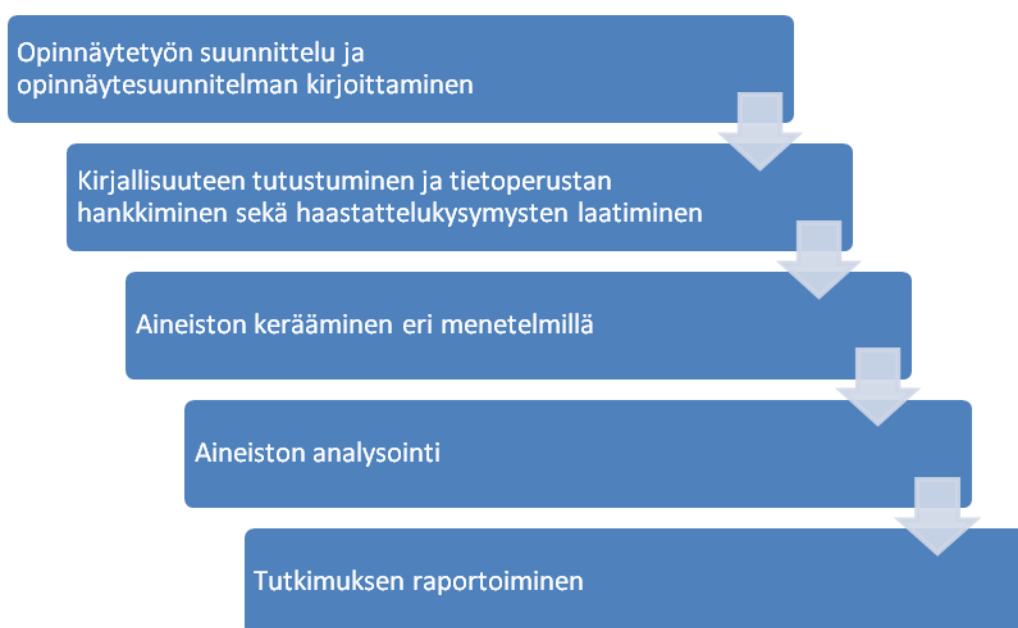 Opinnäytetyön suunnittelu ja
opinnäytesuunnitelman kirjoittaminen
Kirjallisuuteen tutustuminen ja tietoperustan
hankkiminen sekä haastattelukysymysten laatiminen
Aineiston kerääminen eri menetelmillä
Aineiston analysointi
Tutkimuksen raportoiminen